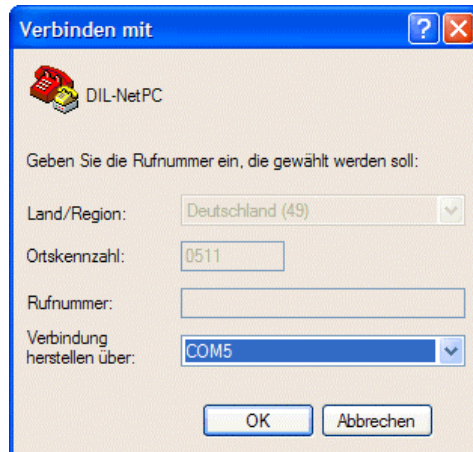 Verbinden mit
DIL-NetPC
Geben Sie die Rufnummer ein, die gewählt werden soll:
Land/Region: Deutschland (49)
Ortskennzahl: 0511
Rufnummer:
Verbindung
herstellen über: COM5
OK Abbrechen